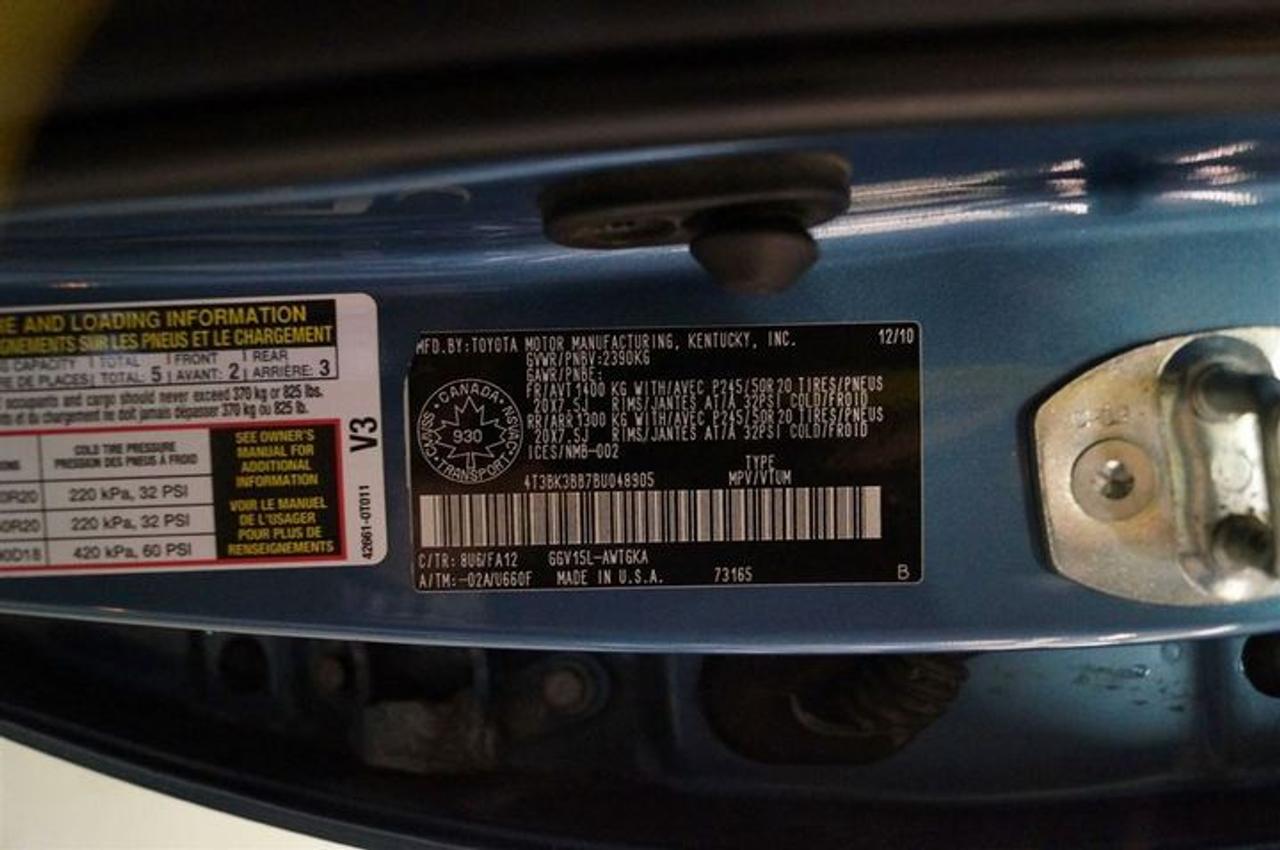 RE AND LOADING INFORMATION
GNEMENTS SUR LES PNEUS ET LE CHARGEMENT
NG CAPACITY TOTAL FRONT REAR
RE DE PLACES TOTAL: 5 AVANT: 2 ARRIÈRE: 3
upants and cargo should never exceed 370 kg or 825 lbs.
ts et du chargement ne doit jamais dépasser 370 kg ou 825 lb.
COLD TIRE PRESSURE
PRESSION DES PNEUS À FROID
0R20 220 kPa, 32 PSI
0R20 220 kPa, 32 PSI
90D18 420 kPa, 60 PSI
SEE OWNER'S
MANUAL FOR
ADDITIONAL
INFORMATION
VOIR LE MANUEL
DE L'USAGER
POUR PLUS DE
RENSEIGNEMENTS
V3
42661-0T011
MFD.BY:TOYOTA MOTOR MANUFACTURING, KENTUCKY, INC. 12/10
GVWR/PNBV:2390KG
GAWR/PNBE:
FR/AVT1400 KG WITH/AVEC P245/50R20 TIRES/PNEUS
20X7.5J RIMS/JANTES AT/A 32PSI COLD/FROID
RR/ARR1300 KG WITH/AVEC P245/50R20 TIRES/PNEUS
20X7.5J RIMS/JANTES AT/A 32PSI COLD/FROID
ICES/NMB-002
CANADA
CMVSS NSVAC
930
TRANSPORT
TYPE
4T3BK3BB7BU048905 MPV/VTUM
C/TR: 8U6/FA12 GGV15L-AWTGKA
A/TM:-02A/U660F MADE IN U.S.A. 73165 B